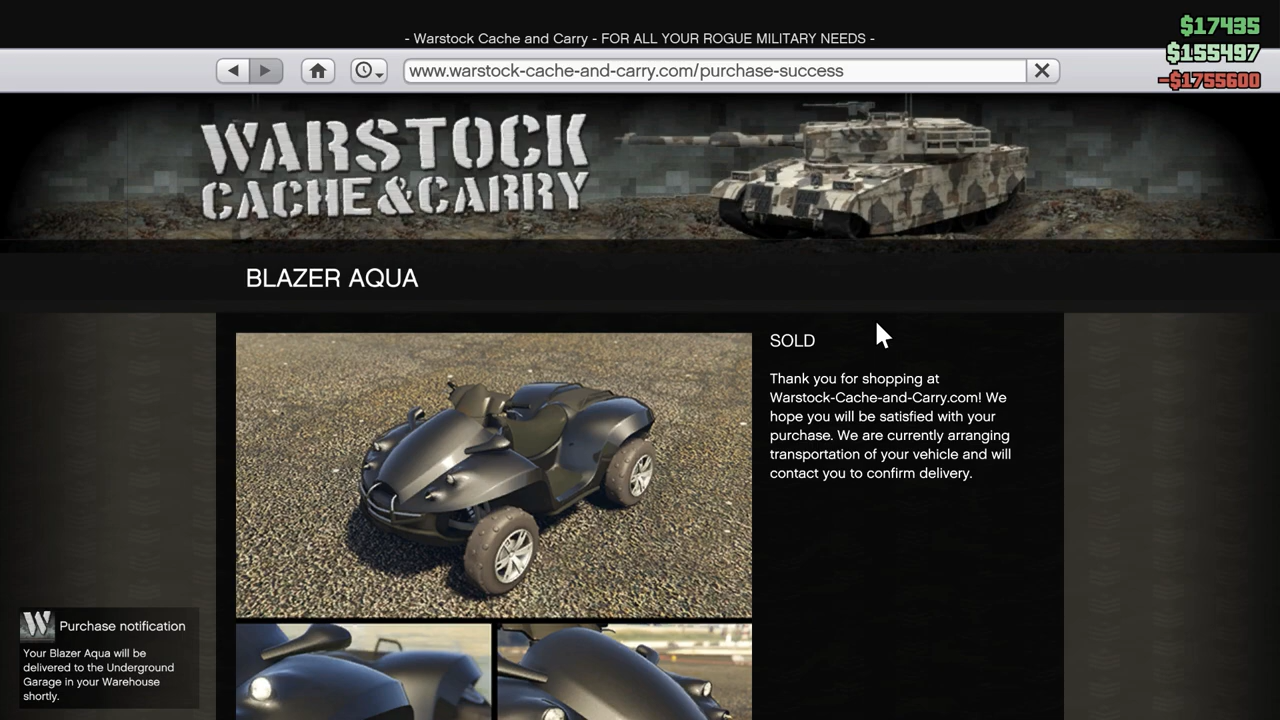 - Warstock Cache and Carry - FOR ALL YOUR ROGUE MILITARY NEEDS -
$17435
$155497
-$1755600
www.warstock-cache-and-carry.com/purchase-success
WARSTOCK
CACHE&CARRY
BLAZER AQUA
SOLD
Thank you for shopping at
Warstock-Cache-and-Carry.com! We
hope you will be satisfied with your
purchase. We are currently arranging
transportation of your vehicle and will
contact you to confirm delivery.
W
Purchase notification
Your Blazer Aqua will be
delivered to the Underground
Garage in your Warehouse
shortly.